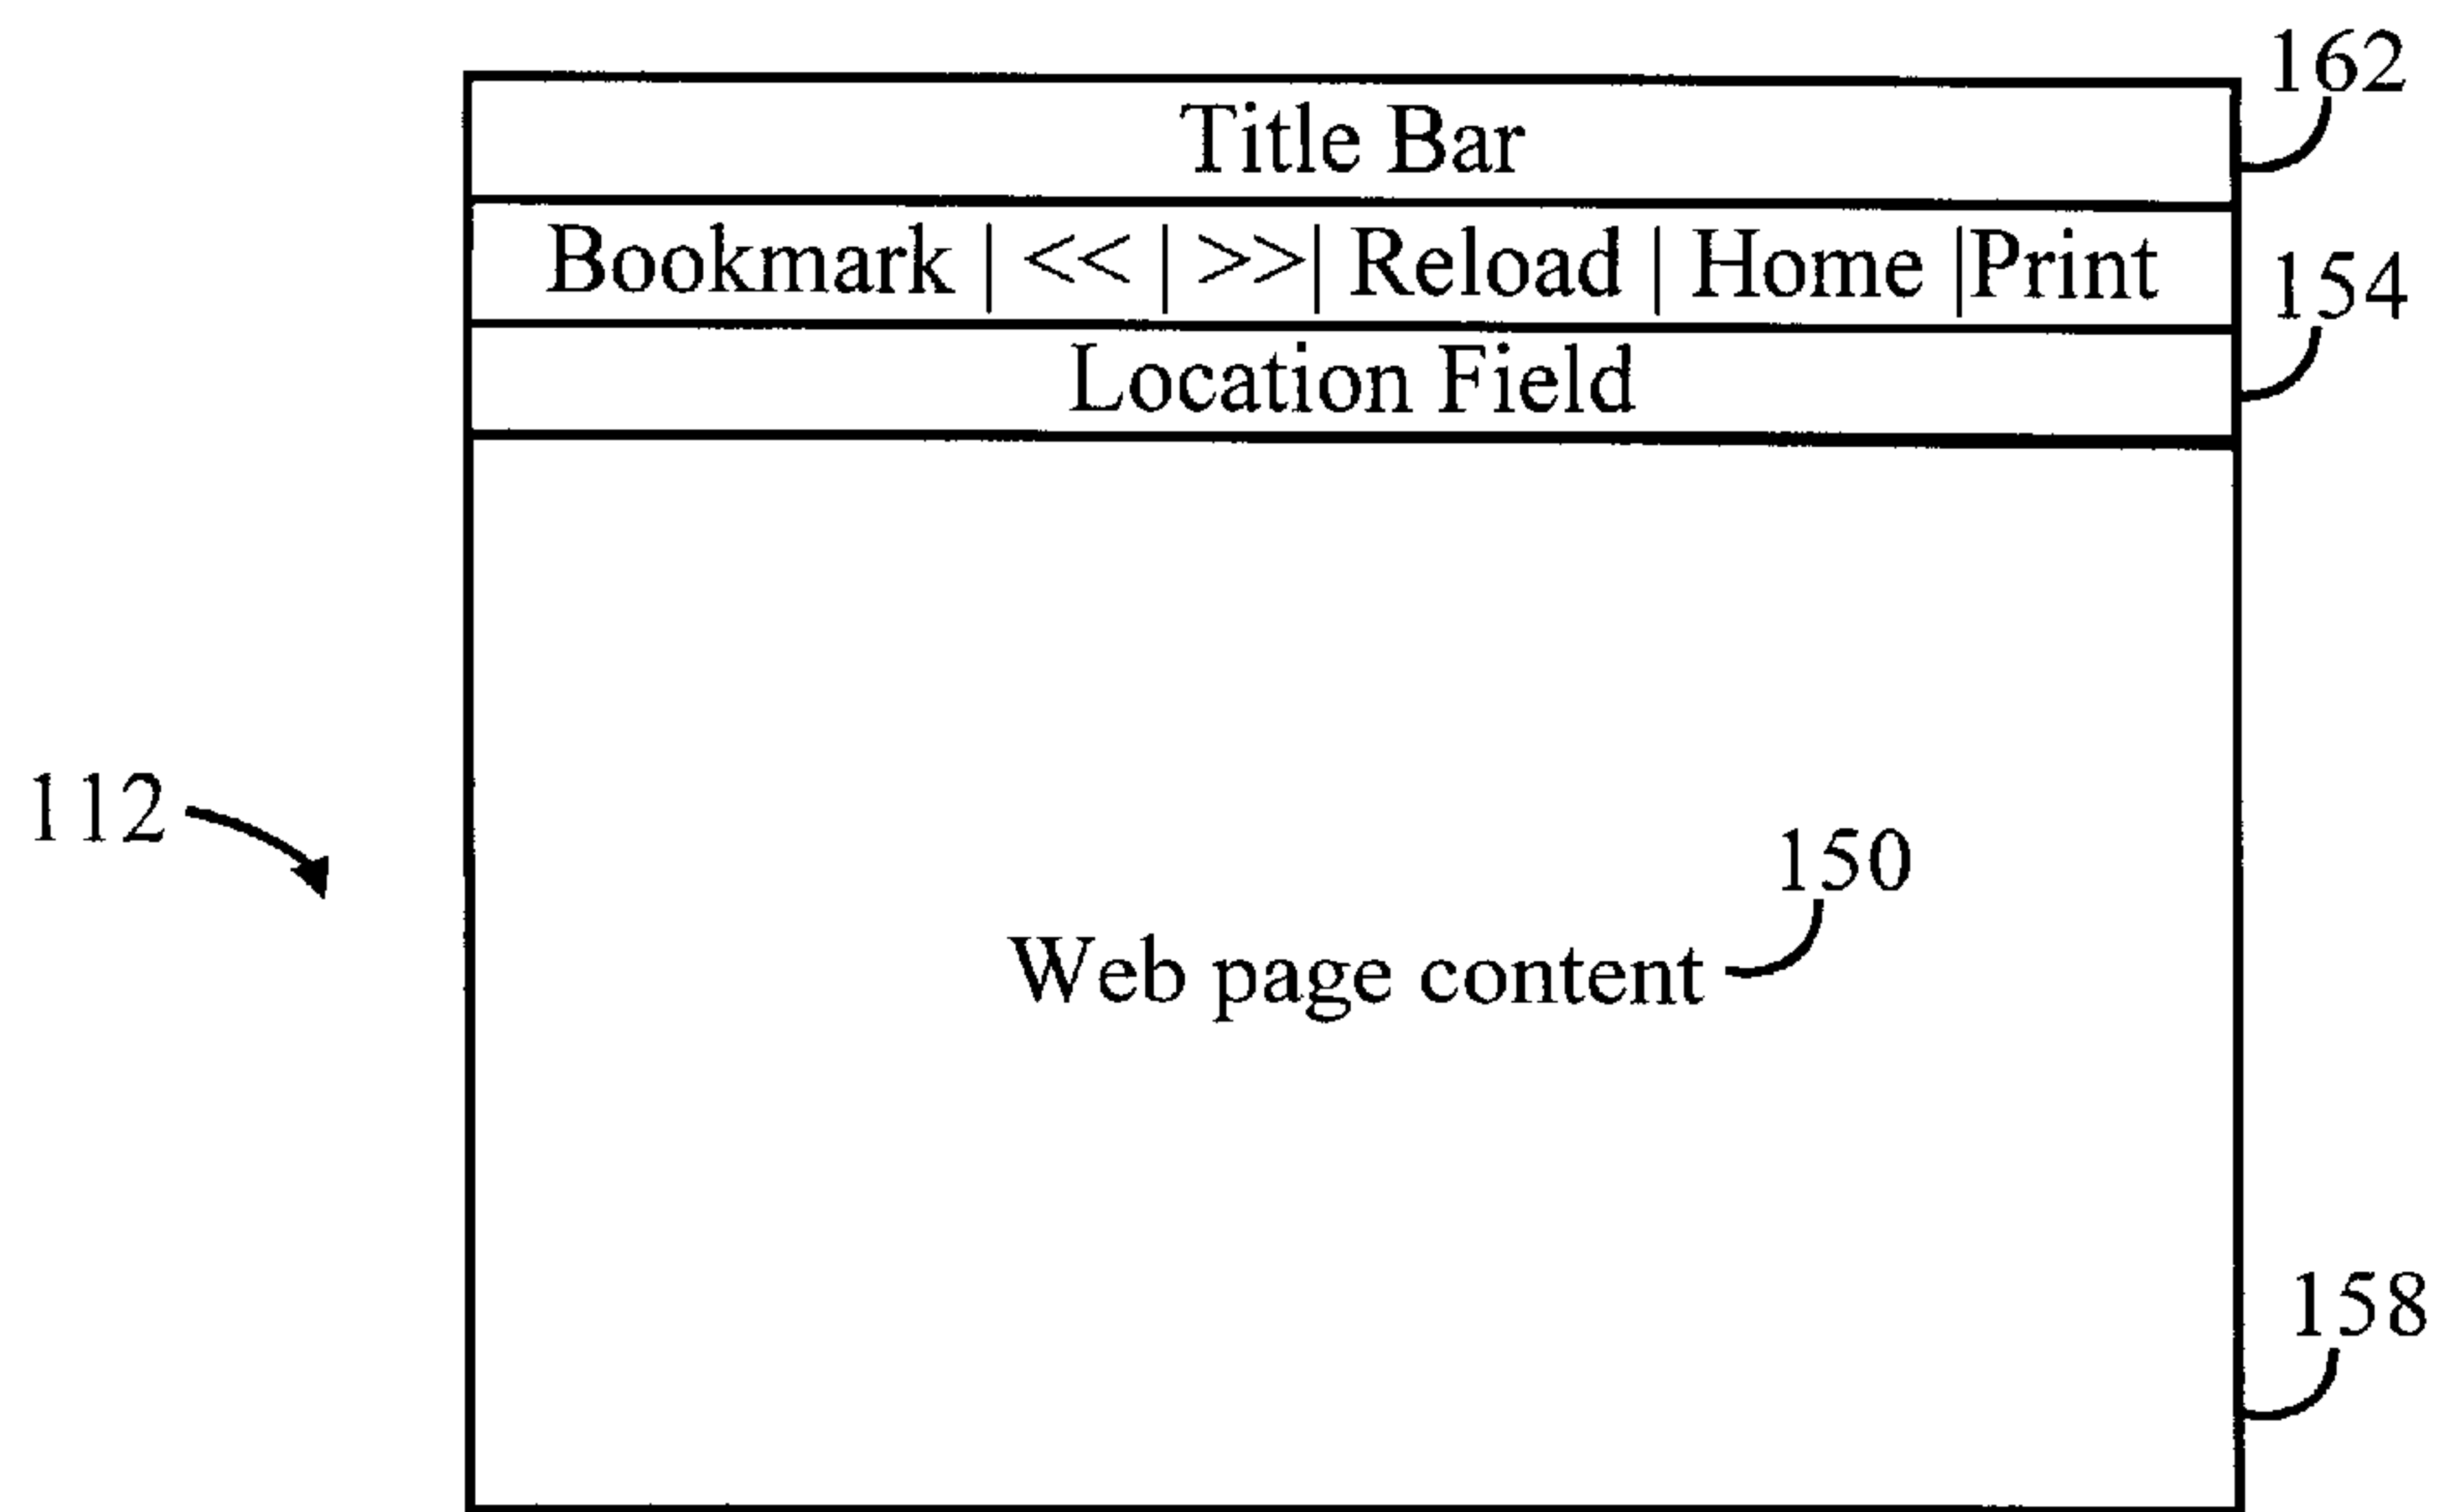 162
Title Bar
Bookmark | << | >>| Reload | Home |Print
154
Location Field
112
150
Web page content
158